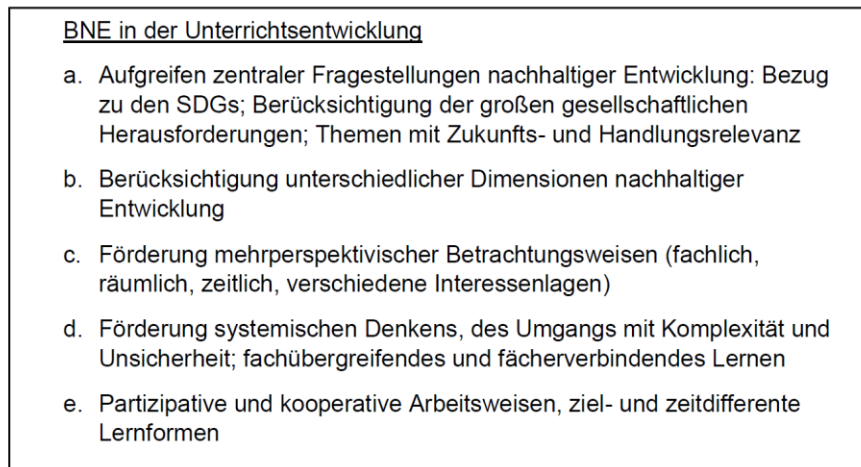 BNE in der Unterrichtsentwicklung
a. Aufgreifen zentraler Fragestellungen nachhaltiger Entwicklung: Bezug
zu den SDGs; Berücksichtigung der großen gesellschaftlichen
Herausforderungen; Themen mit Zukunfts- und Handlungsrelevanz
b. Berücksichtigung unterschiedlicher Dimensionen nachhaltiger
Entwicklung
c. Förderung mehrperspektivischer Betrachtungsweisen (fachlich,
räumlich, zeitlich, verschiedene Interessenlagen)
d. Förderung systemischen Denkens, des Umgangs mit Komplexität und
Unsicherheit; fachübergreifendes und fächerverbindendes Lernen
e. Partizipative und kooperative Arbeitsweisen, ziel- und zeitdifferente
Lernformen